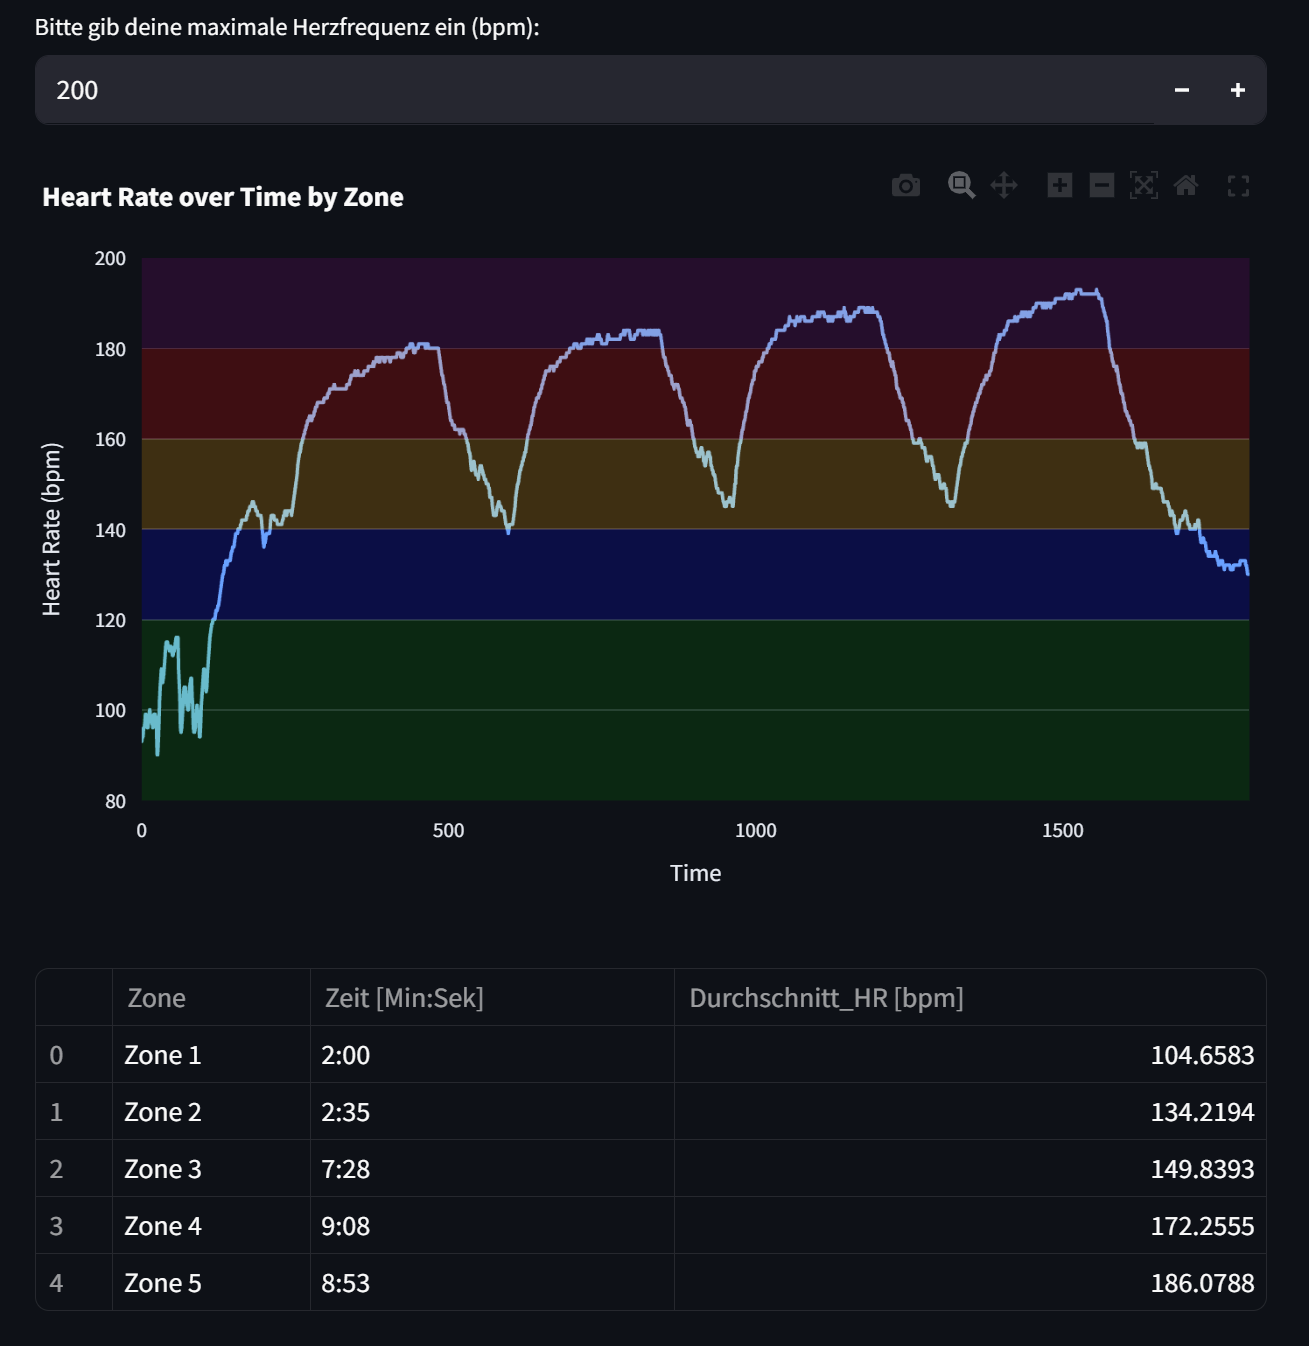 Bitte gib deine maximale Herzfrequenz ein (bpm):
200
Heart Rate over Time by Zone
200
180
160
140
120
100
80
Heart Rate (bpm)
0 500 1000 1500
Time
Zone Zeit [Min:Sek] Durchschnitt_HR [bpm]
0 Zone 1 2:00 104.6583
1 Zone 2 2:35 134.2194
2 Zone 3 7:28 149.8393
3 Zone 4 9:08 172.2555
4 Zone 5 8:53 186.0788